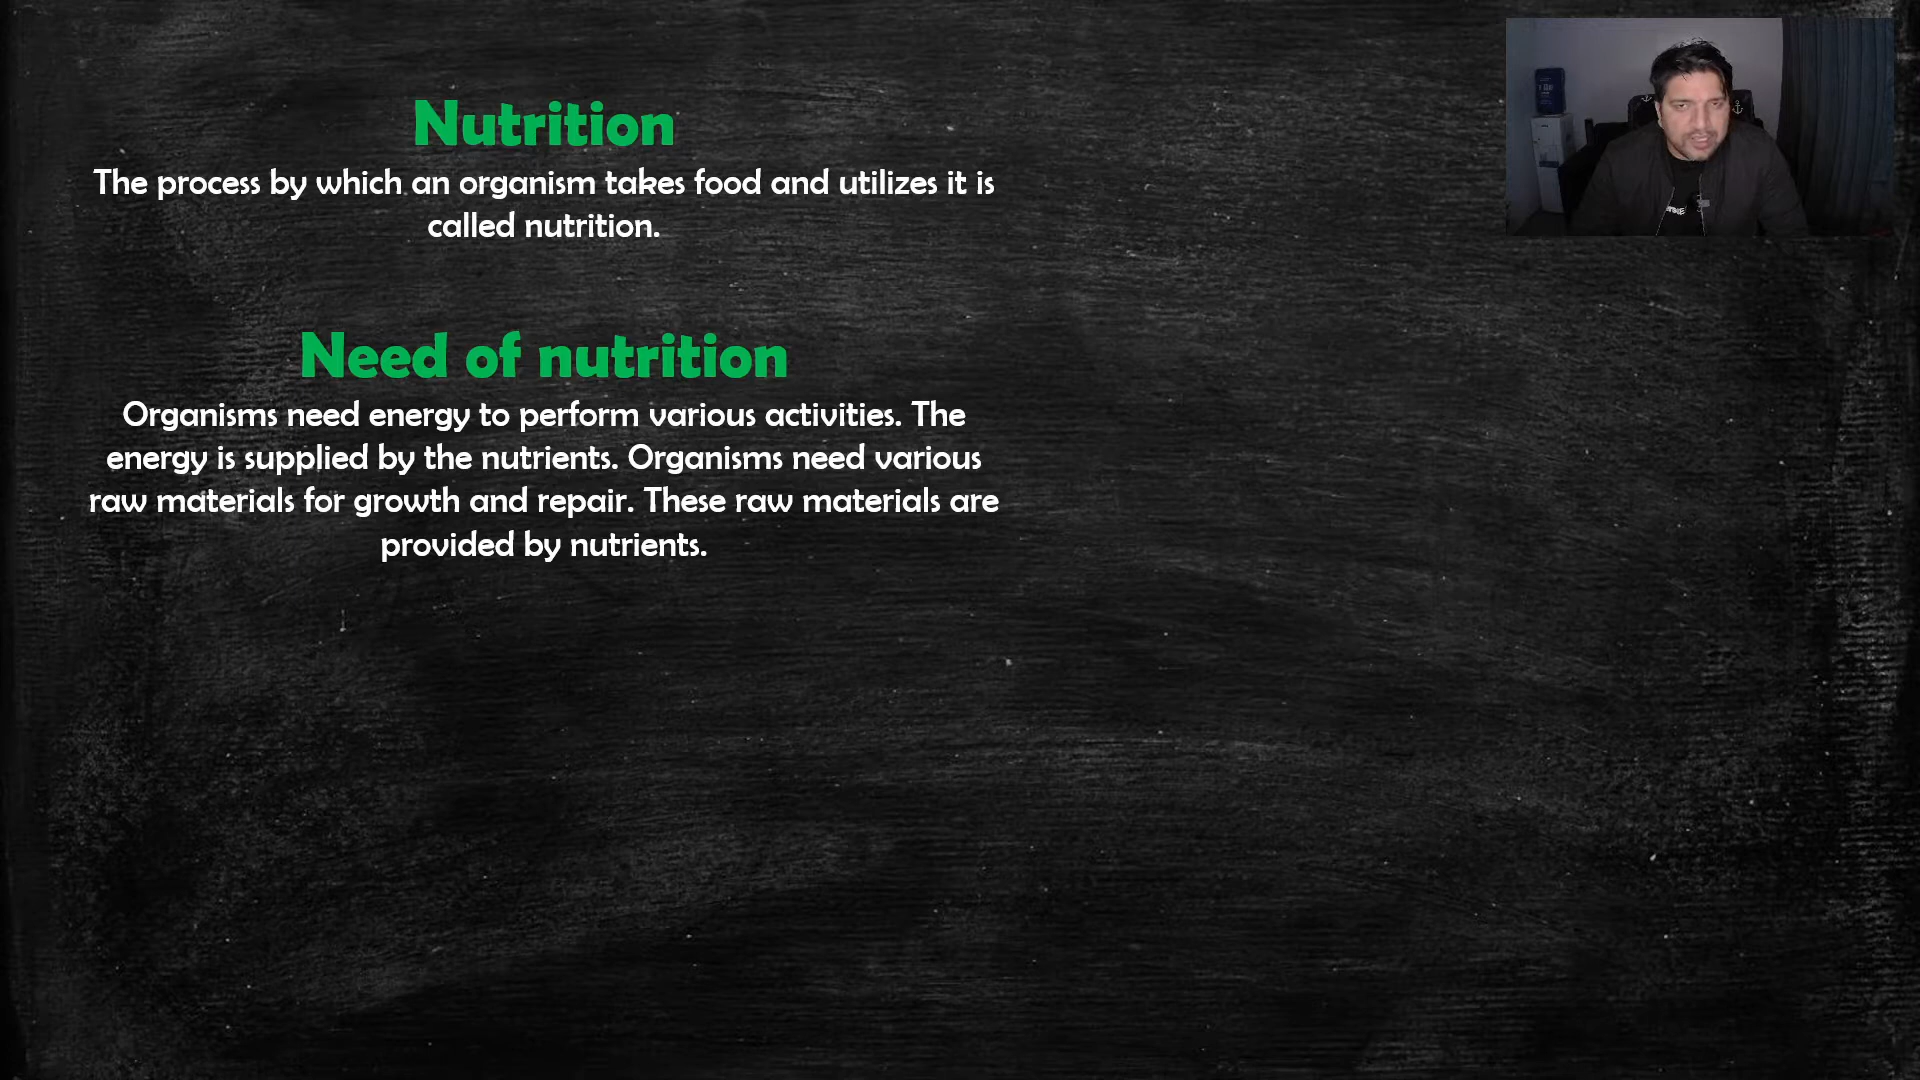 Nutrition
The process by which an organism takes food and utilizes it is
called nutrition.
Need of nutrition
Organisms need energy to perform various activities. The
energy is supplied by the nutrients. Organisms need various
raw materials for growth and repair. These raw materials are
provided by nutrients.